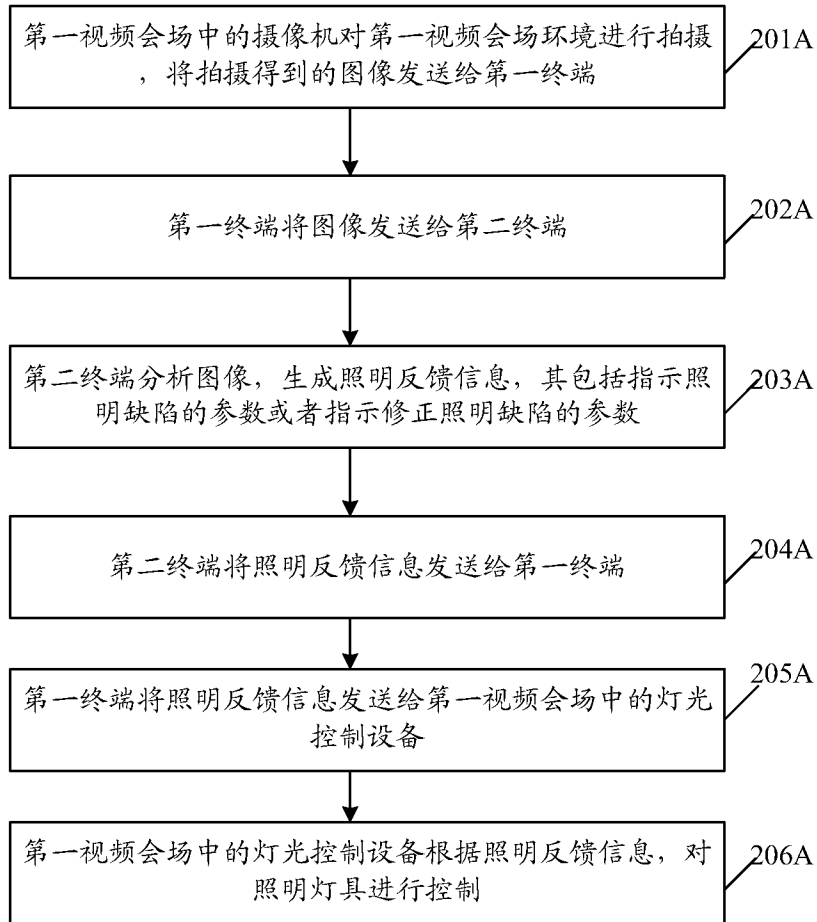 第一视频会场中的摄像机对第一视频会场环境进行拍摄
，将拍摄得到的图像发送给第一终端
201A
第一终端将图像发送给第二终端
202A
第二终端分析图像，生成照明反馈信息，其包括指示照
明缺陷的参数或者指示修正照明缺陷的参数
203A
第二终端将照明反馈信息发送给第一终端
204A
第一终端将照明反馈信息发送给第一视频会场中的灯光
控制设备
205A
第一视频会场中的灯光控制设备根据照明反馈信息，对
照明灯具进行控制
206A